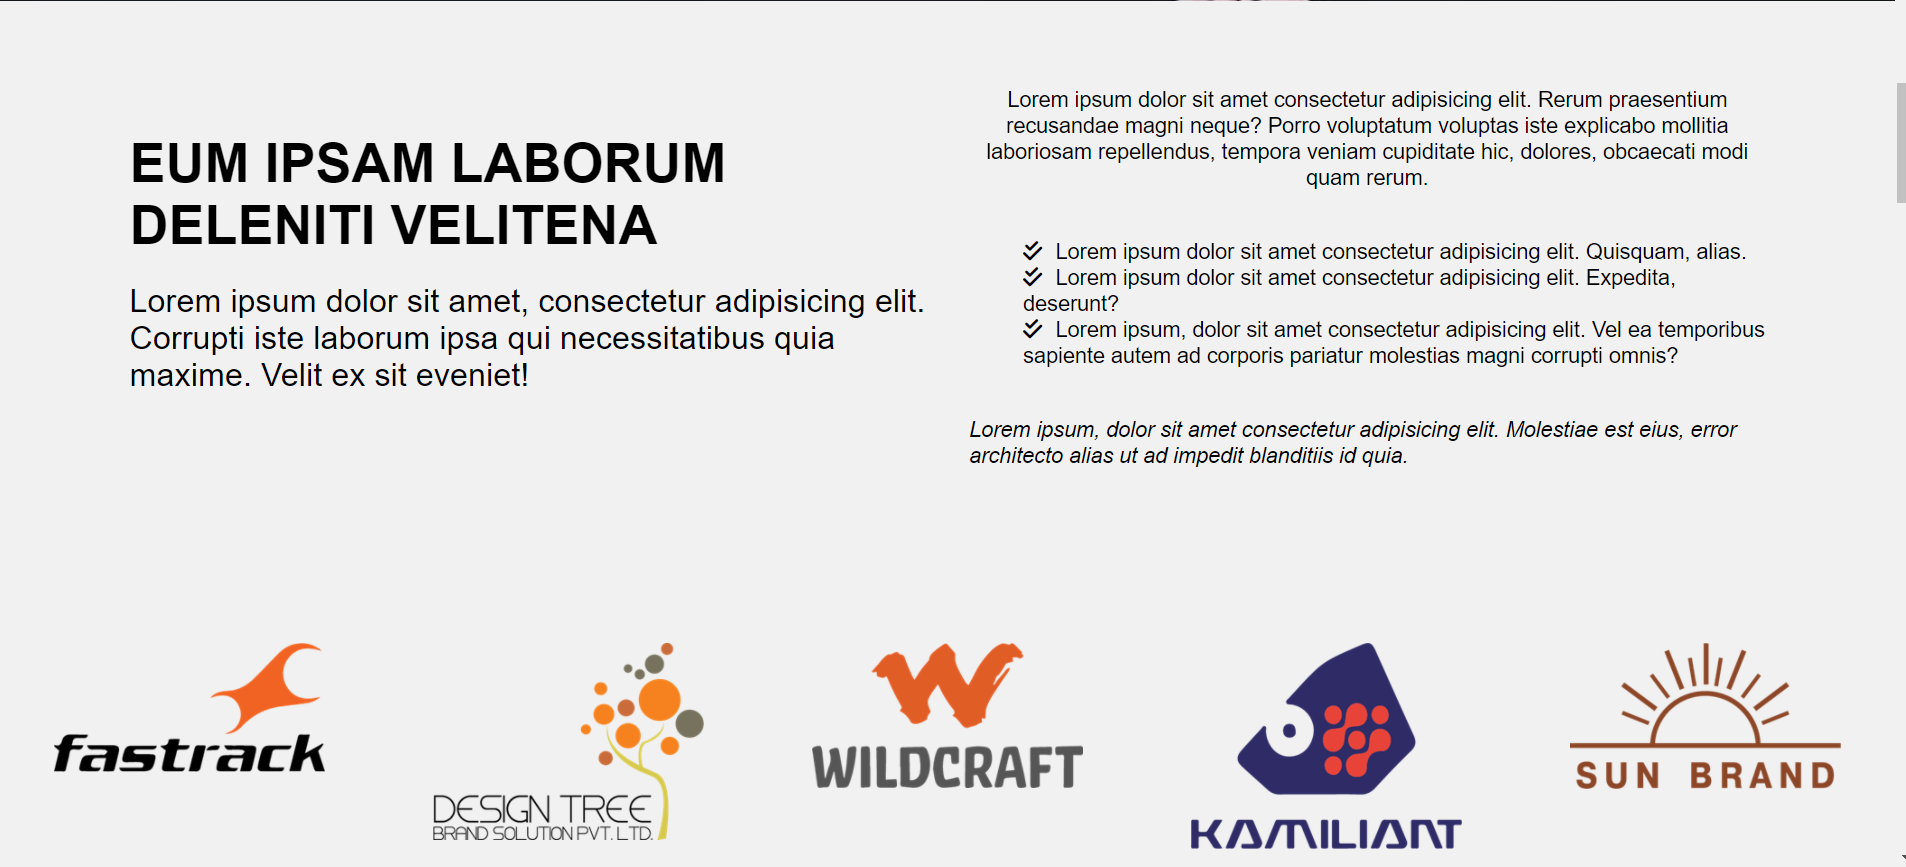 EUM IPSAM LABORUM
DELENITI VELITENA
Lorem ipsum dolor sit amet, consectetur adipisicing elit.
Corrupti iste laborum ipsa qui necessitatibus quia
maxime. Velit ex sit eveniet!
Lorem ipsum dolor sit amet consectetur adipisicing elit. Rerum praesentium
recusandae magni neque? Porro voluptatum voluptas iste explicabo mollitia
laboriosam repellendus, tempora veniam cupiditate hic, dolores, obcaecati modi
quam rerum.
Lorem ipsum dolor sit amet consectetur adipisicing elit. Quisquam, alias.
Lorem ipsum dolor sit amet consectetur adipisicing elit. Expedita,
deserunt?
Lorem ipsum, dolor sit amet consectetur adipisicing elit. Vel ea temporibus
sapiente autem ad corporis pariatur molestias magni corrupti omnis?
Lorem ipsum, dolor sit amet consectetur adipisicing elit. Molestiae est eius, error
architecto alias ut ad impedit blanditiis id quia.
fastrack
DESIGN TREE
BRAND SOLUTION PVT. LTD.
WILDCRAFT
KAMILIANT
SUN BRAND